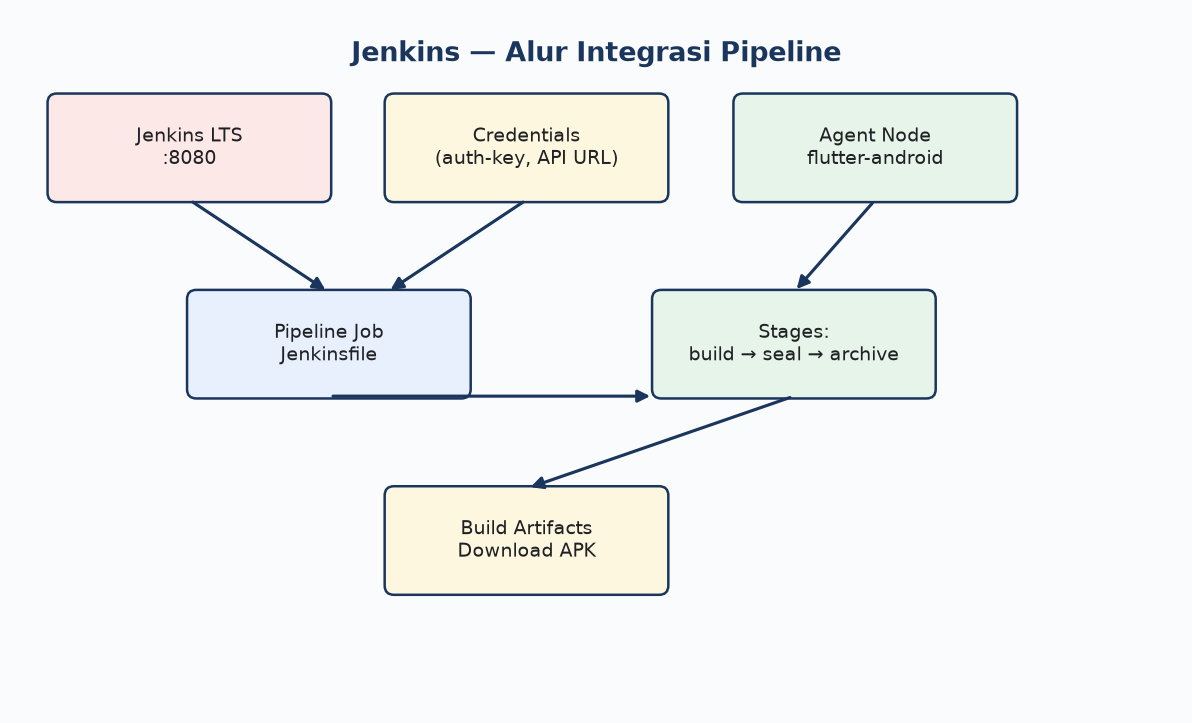 Jenkins — Alur Integrasi Pipeline
Jenkins LTS
:8080
Credentials
(auth-key, API URL)
Agent Node
flutter-android
Pipeline Job
Jenkinsfile
Stages:
build → seal → archive
Build Artifacts
Download APK